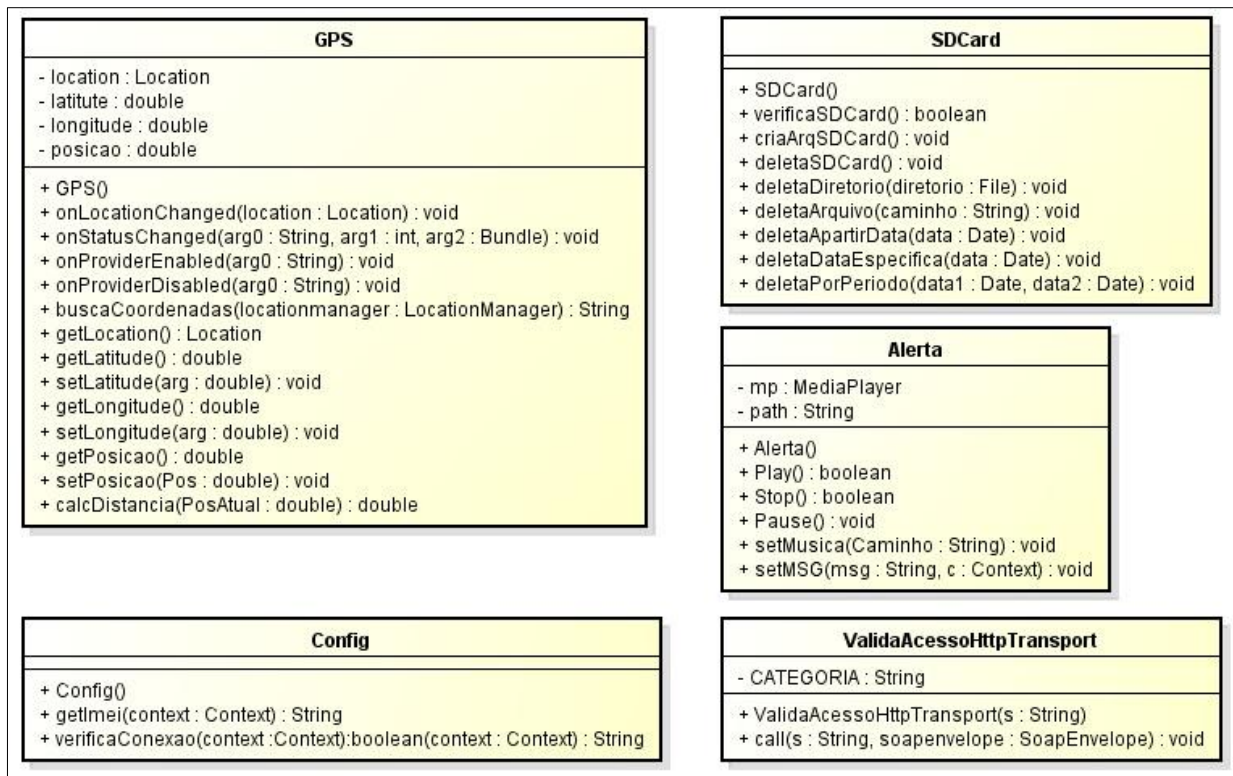 GPS
- location : Location
- latitute : double
- longitude : double
- posicao : double
+ GPS()
+ onLocationChanged(location : Location) : void
+ onStatusChanged(arg0 : String, arg1 : int, arg2 : Bundle) : void
+ onProviderEnabled(arg0 : String) : void
+ onProviderDisabled(arg0 : String) : void
+ buscaCoordenadas(locationmanager : LocationManager) : String
+ getLocation() : Location
+ getLatitude() : double
+ setLatitude(arg : double) : void
+ getLongitude() : double
+ setLongitude(arg : double) : void
+ getPosicao() : double
+ setPosicao(Pos : double) : void
+ calcDistancia(PosAtual : double) : double
SDCard
+ SDCard()
+ verificaSDCard() : boolean
+ criaArqSDCard() : void
+ deletaSDCard() : void
+ deletaDiretorio(diretorio : File) : void
+ deletaArquivo(caminho : String) : void
+ deletaApartirData(data : Date) : void
+ deletaDataEspecifica(data : Date) : void
+ deletaPorPeriodo(data1 : Date, data2 : Date) : void
Alerta
- mp : MediaPlayer
- path : String
+ Alerta()
+ Play() : boolean
+ Stop() : boolean
+ Pause() : void
+ setMusica(Caminho : String) : void
+ setMSG(msg : String, c : Context) : void
Config
+ Config()
+ getImei(context : Context) : String
+ verificaConexao(context :Context):boolean(context : Context) : String
ValidaAcessoHttpTransport
- CATEGORIA : String
+ ValidaAcessoHttpTransport(s : String)
+ call(s : String, soapenvelope : SoapEnvelope) : void